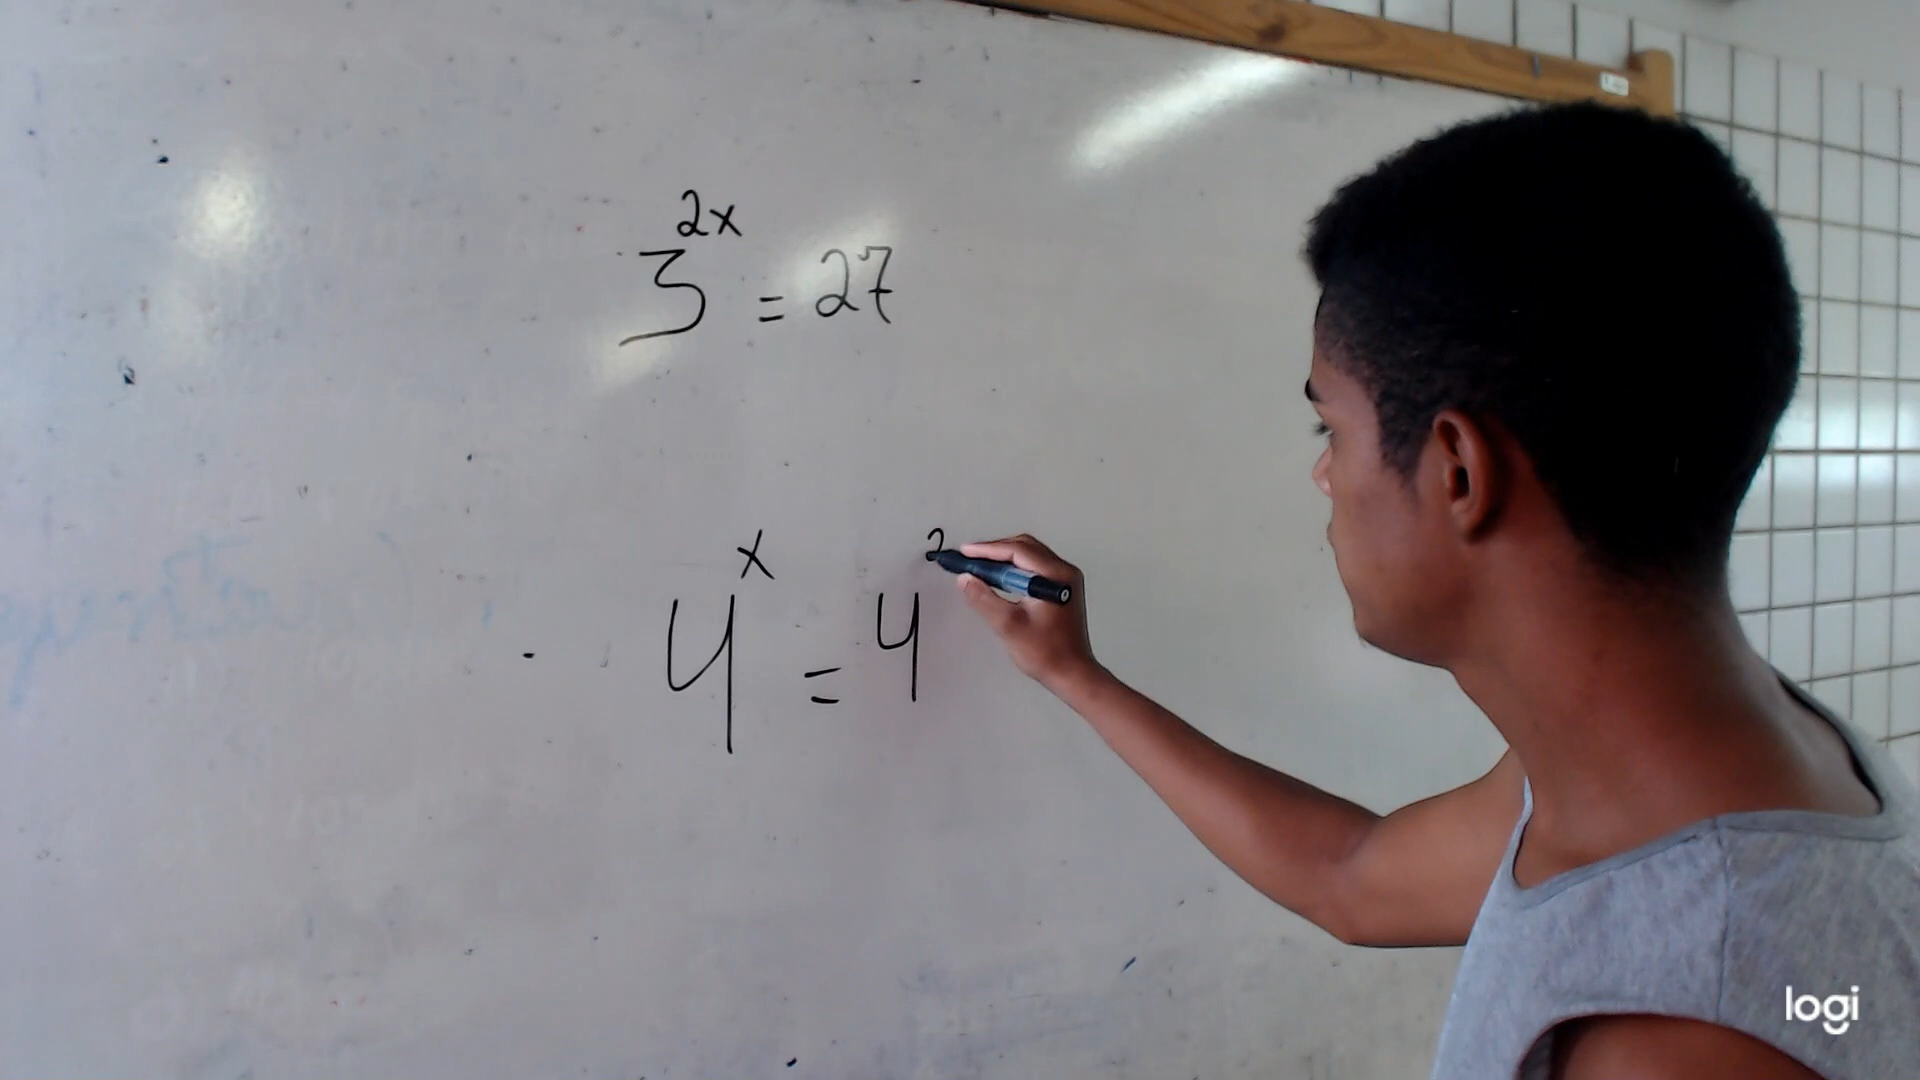 3^{2x} = 27
4^x = 4^2
logi